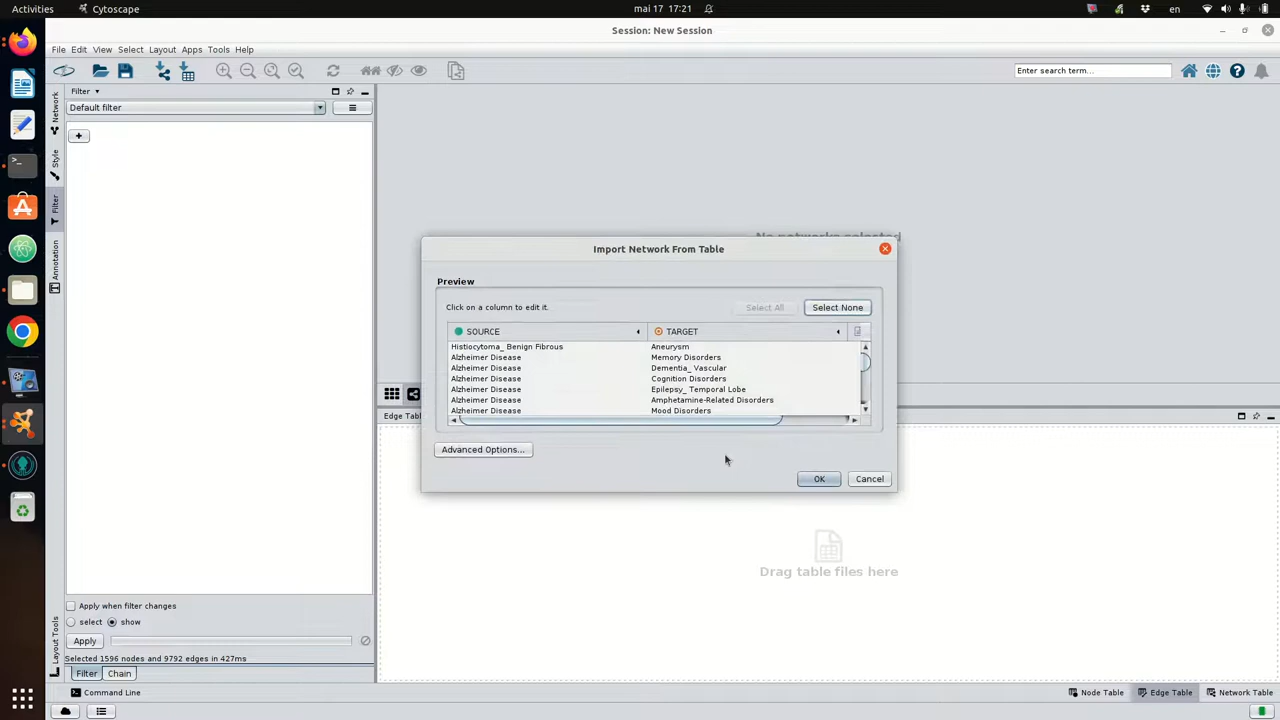 Activities Cytoscape mai 17 17:21 en
Session: New Session
File Edit View Select Layout Apps Tools Help
Enter search term...
Filter
Default filter
Network
Style
Filter
Annotation
Layout Tools
Import Network From Table
Preview
Click on a column to edit it. Select All Select None
SOURCE TARGET
Histiocytoma_ Benign Fibrous Aneurysm
Alzheimer Disease Memory Disorders
Alzheimer Disease Dementia_ Vascular
Alzheimer Disease Cognition Disorders
Alzheimer Disease Epilepsy_ Temporal Lobe
Alzheimer Disease Amphetamine-Related Disorders
Alzheimer Disease Mood Disorders
Advanced Options...
OK Cancel
Edge Table
Drag table files here
Apply when filter changes
select show
Apply
Selected 1596 nodes and 9792 edges in 427ms
Filter Chain
Command Line Node Table Edge Table Network Table